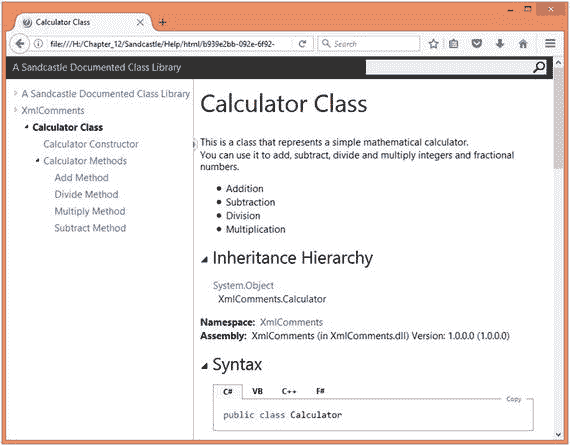 Calculator Class
file:///H:/Chapter_12/Sandcastle/Help/html/b939e2bb-092e-6f92-
Search
A Sandcastle Documented Class Library
A Sandcastle Documented Class Library
XmlComments
Calculator Class
Calculator Constructor
Calculator Methods
Add Method
Divide Method
Multiply Method
Subtract Method
Calculator Class
This is a class that represents a simple mathematical calculator.
You can use it to add, subtract, divide and multiply integers and fractional
numbers.
Addition
Subtraction
Division
Multiplication
Inheritance Hierarchy
System.Object
XmlComments.Calculator
Namespace: XmlComments
Assembly: XmlComments (in XmlComments.dll) Version: 1.0.0.0 (1.0.0.0)
Syntax
C# VB C++ F#
Copy
public class Calculator